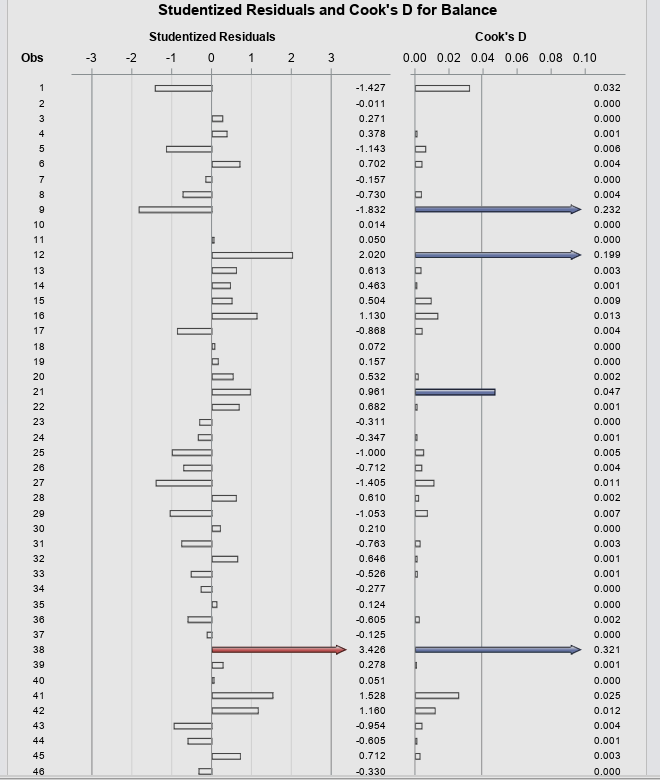 Studentized Residuals and Cook's D for Balance
Studentized Residuals Cook's D
Obs -3 -2 -1 0 1 2 3 0.00 0.02 0.04 0.06 0.08 0.10
1 -1.427 0.032
2 -0.011 0.000
3 0.271 0.000
4 0.378 0.001
5 -1.143 0.006
6 0.702 0.004
7 -0.157 0.000
8 -0.730 0.004
9 -1.832 0.232
10 0.014 0.000
11 0.050 0.000
12 2.020 0.199
13 0.613 0.003
14 0.463 0.001
15 0.504 0.009
16 1.130 0.013
17 -0.868 0.004
18 0.072 0.000
19 0.157 0.000
20 0.532 0.002
21 0.961 0.047
22 0.682 0.001
23 -0.311 0.000
24 -0.347 0.001
25 -1.000 0.005
26 -0.712 0.004
27 -1.405 0.011
28 0.610 0.002
29 -1.053 0.007
30 0.210 0.000
31 -0.763 0.003
32 0.646 0.001
33 -0.526 0.001
34 -0.277 0.000
35 0.124 0.000
36 -0.605 0.002
37 -0.125 0.000
38 3.426 0.321
39 0.278 0.001
40 0.051 0.000
41 1.528 0.025
42 1.160 0.012
43 -0.954 0.004
44 -0.605 0.001
45 0.712 0.003
46 -0.330 0.000